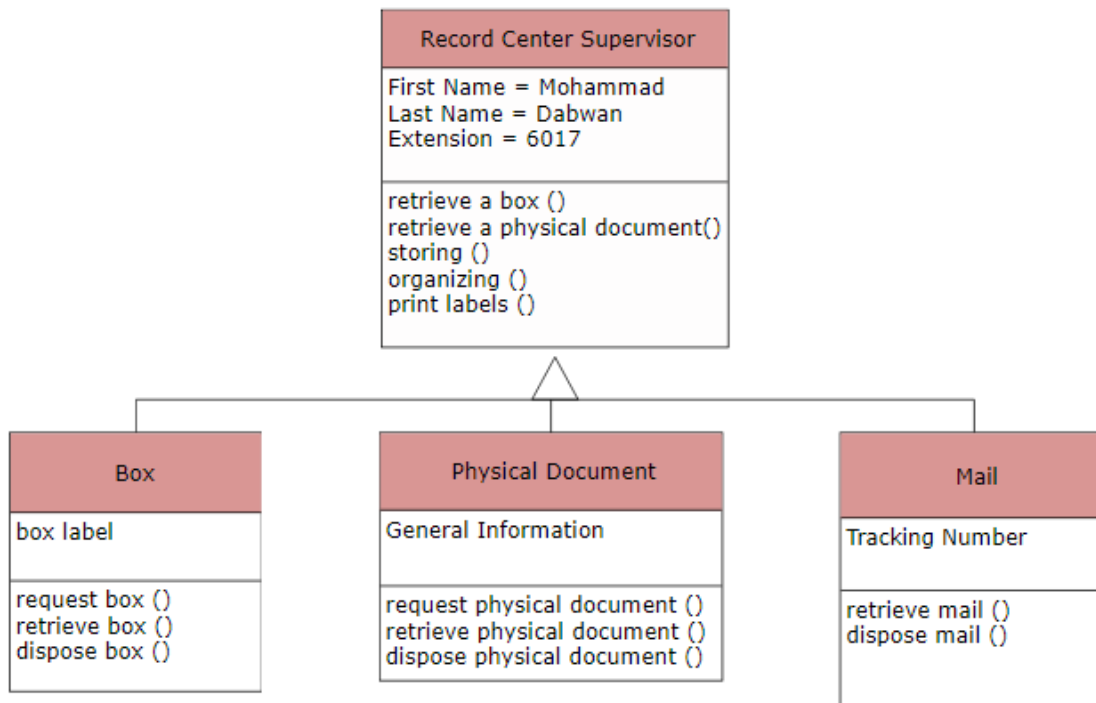 Record Center Supervisor
First Name = Mohammad
Last Name = Dabwan
Extension = 6017
retrieve a box ()
retrieve a physical document()
storing ()
organizing ()
print labels ()
Box
box label
request box ()
retrieve box ()
dispose box ()
Physical Document
General Information
request physical document ()
retrieve physical document ()
dispose physical document ()
Mail
Tracking Number
retrieve mail ()
dispose mail ()